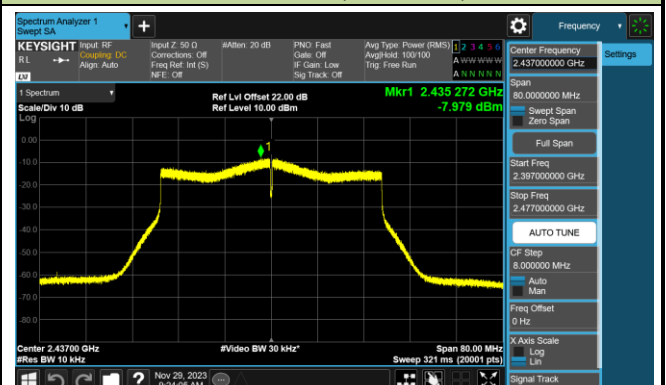 Spectrum Analyzer 1
Swept SA
Frequency
KEYSIGHT
RL
LVI
Input: RF
Coupling: DC
Align: Auto
Input Z: 50 Ω
Corrections: Off
Freq Ref: Int (S)
NFE: Off
#Atten: 20 dB
PNO: Fast
Gate: Off
IF Gain: Low
Sig Track: Off
Avg Type: Power (RMS)
Avg|Hold: 100/100
Trig: Free Run
1 2 3 4 5 6
A W W W W W
A N N N N N
1 Spectrum
Scale/Div 10 dB
Log
Ref Lvl Offset 22.00 dB
Ref Level 10.00 dBm
Mkr1 2.435 272 GHz
-7.979 dBm
1
0.00
-10.0
-20.0
-30.0
-40.0
-50.0
-60.0
-70.0
-80.0
Center 2.43700 GHz
#Res BW 10 kHz
#Video BW 30 kHz*
Span 80.00 MHz
Sweep 321 ms (20001 pts)
Nov 29, 2023
Center Frequency
2.437000000 GHz
Settings
Span
80.0000000 MHz
Swept Span
Zero Span
Full Span
Start Freq
2.397000000 GHz
Stop Freq
2.477000000 GHz
AUTO TUNE
CF Step
8.000000 MHz
Auto
Man
Freq Offset
0 Hz
X Axis Scale
Log
Lin
Signal Track